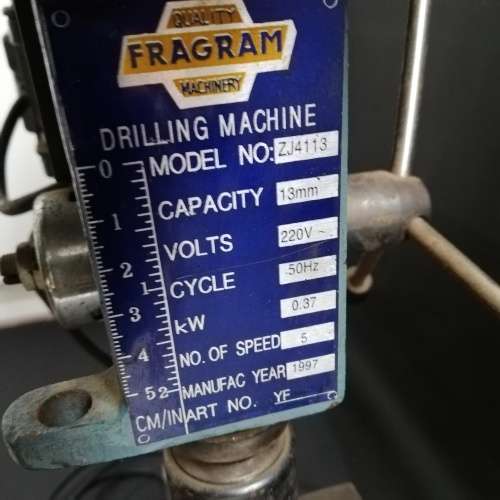 QUALITY
FRAGRAM
MACHINERY
DRILLING MACHINE
MODEL NO: ZJ4113
CAPACITY 13mm
VOLTS 220V ~
CYCLE 50Hz
kW 0.37
NO. OF SPEED 5
MANUFAC YEAR 1997
CM/IN ART NO. YF
0
1
2
1
3
4
5 2